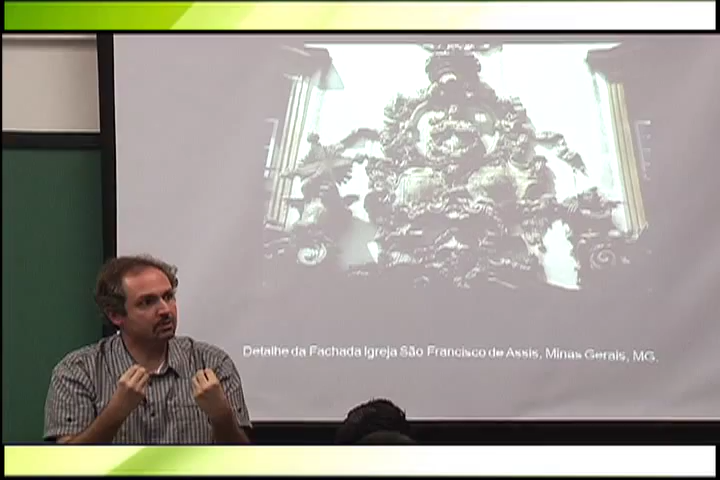 Detalhe da Fachada Igreja São Francisco de Assis, Minas Gerais, MG.